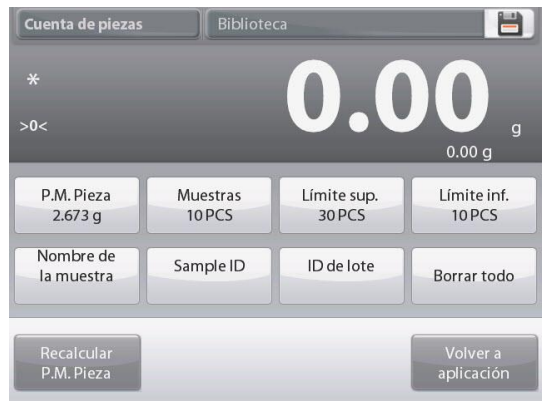 Cuenta de piezas
Biblioteca
*
0.00
>0<
g
0.00 g
P.M. Pieza
2.673 g
Muestras
10 PCS
Límite sup.
30 PCS
Límite inf.
10 PCS
Nombre de
la muestra
Sample ID
ID de lote
Borrar todo
Recalcular
P.M. Pieza
Volver a
aplicación